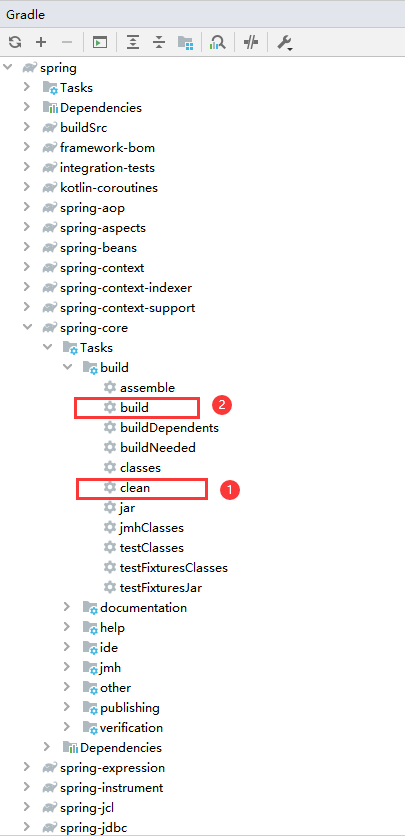 Gradle
spring
Tasks
Dependencies
buildSrc
framework-bom
integration-tests
kotlin-coroutines
spring-aop
spring-aspects
spring-beans
spring-context
spring-context-indexer
spring-context-support
spring-core
Tasks
build
assemble
build 2
buildDependents
buildNeeded
classes
clean 1
jar
jmhClasses
testClasses
testFixturesClasses
testFixturesJar
documentation
help
ide
jmh
other
publishing
verification
Dependencies
spring-expression
spring-instrument
spring-jcl
spring-jdbc